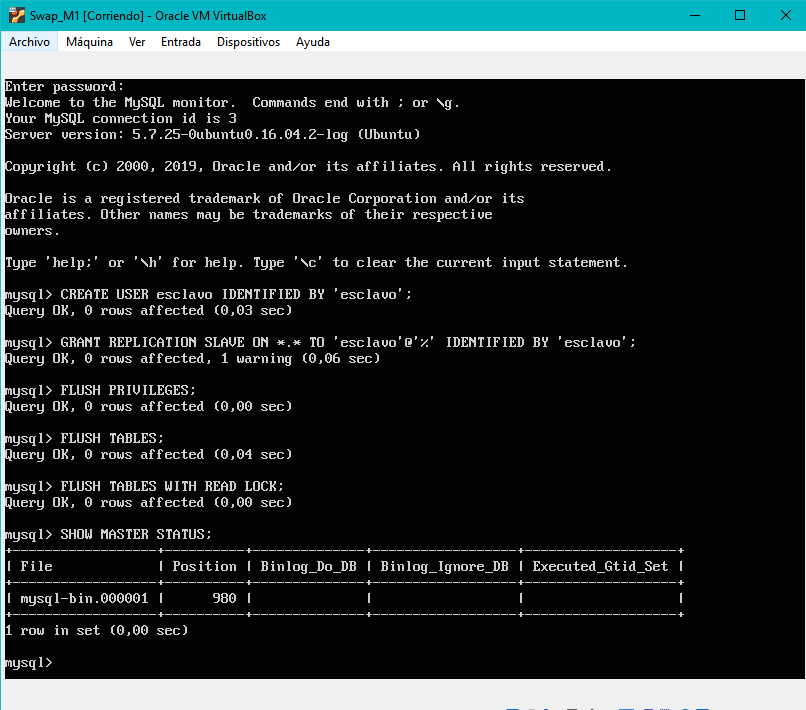 Swap_M1 [Corriendo] - Oracle VM VirtualBox
Archivo Máquina Ver Entrada Dispositivos Ayuda
Enter password:
Welcome to the MySQL monitor.  Commands end with ; or \g.
Your MySQL connection id is 3
Server version: 5.7.25-0ubuntu0.16.04.2-log (Ubuntu)
Copyright (c) 2000, 2019, Oracle and/or its affiliates. All rights reserved.
Oracle is a registered trademark of Oracle Corporation and/or its
affiliates. Other names may be trademarks of their respective
owners.
Type 'help;' or '\h' for help. Type '\c' to clear the current input statement.
mysql> CREATE USER esclavo IDENTIFIED BY 'esclavo';
Query OK, 0 rows affected (0,03 sec)
mysql> GRANT REPLICATION SLAVE ON *.* TO 'esclavo'@'%' IDENTIFIED BY 'esclavo';
Query OK, 0 rows affected, 1 warning (0,06 sec)
mysql> FLUSH PRIVILEGES;
Query OK, 0 rows affected (0,00 sec)
mysql> FLUSH TABLES;
Query OK, 0 rows affected (0,04 sec)
mysql> FLUSH TABLES WITH READ LOCK;
Query OK, 0 rows affected (0,00 sec)
mysql> SHOW MASTER STATUS;
+------------------+----------+--------------+------------------+-------------------+
| File             | Position | Binlog_Do_DB | Binlog_Ignore_DB | Executed_Gtid_Set |
+------------------+----------+--------------+------------------+-------------------+
| mysql-bin.000001 |      980 |              |                  |                   |
+------------------+----------+--------------+------------------+-------------------+
1 row in set (0,00 sec)
mysql>